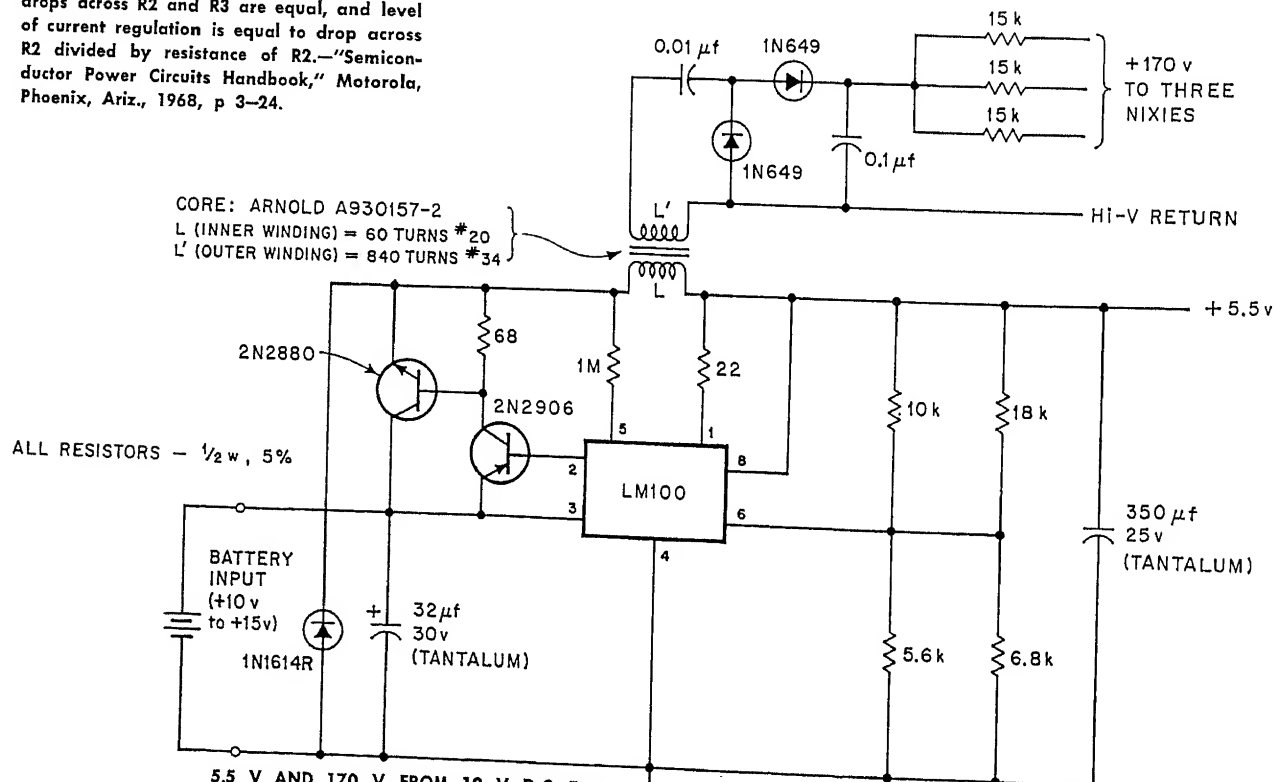 drops across R2 and R3 are equal, and level
of current regulation is equal to drop across
R2 divided by resistance of R2.—"Semicon-
ductor Power Circuits Handbook," Motorola,
Phoenix, Ariz., 1968, p 3–24.
0.01 µf
1N649
15 k
15 k
15 k
+170 v
TO THREE
NIXIES
1N649
0.1 µf
HI-V RETURN
CORE: ARNOLD A930157-2
L (INNER WINDING) = 60 TURNS #20
L' (OUTER WINDING) = 840 TURNS #34
L'
L
+ 5.5 v
2N2880
68
1M
22
10 k
18 k
2N2906
ALL RESISTORS – ½ w, 5%
5
1
2
8
LM100
3
6
4
BATTERY
INPUT
(+10 v
to +15v)
1N1614R
+
32 µf
30 v
(TANTALUM)
5.6 k
6.8 k
350 µf
25 v
(TANTALUM)
5.5 V AND 170 V FROM 12 V D C